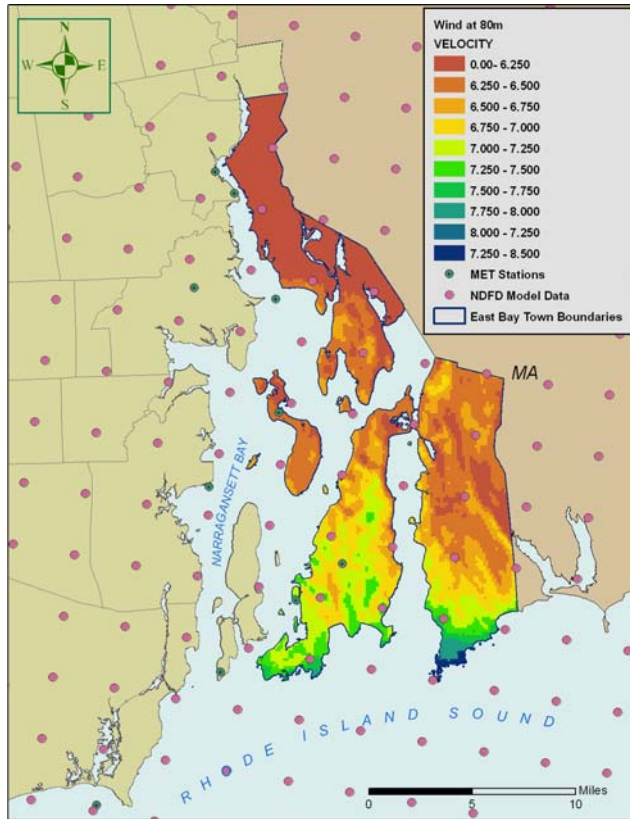 N
W E
S
Wind at 80m
VELOCITY
0.00- 6.250
6.250 - 6.500
6.500 - 6.750
6.750 - 7.000
7.000 - 7.250
7.250 - 7.500
7.500 - 7.750
7.750 - 8.000
8.000 - 7.250
7.250 - 8.500
MET Stations
NDFD Model Data
East Bay Town Boundaries
MA
NARRAGANSETT BAY
RHODE ISLAND SOUND
Miles
0 5 10